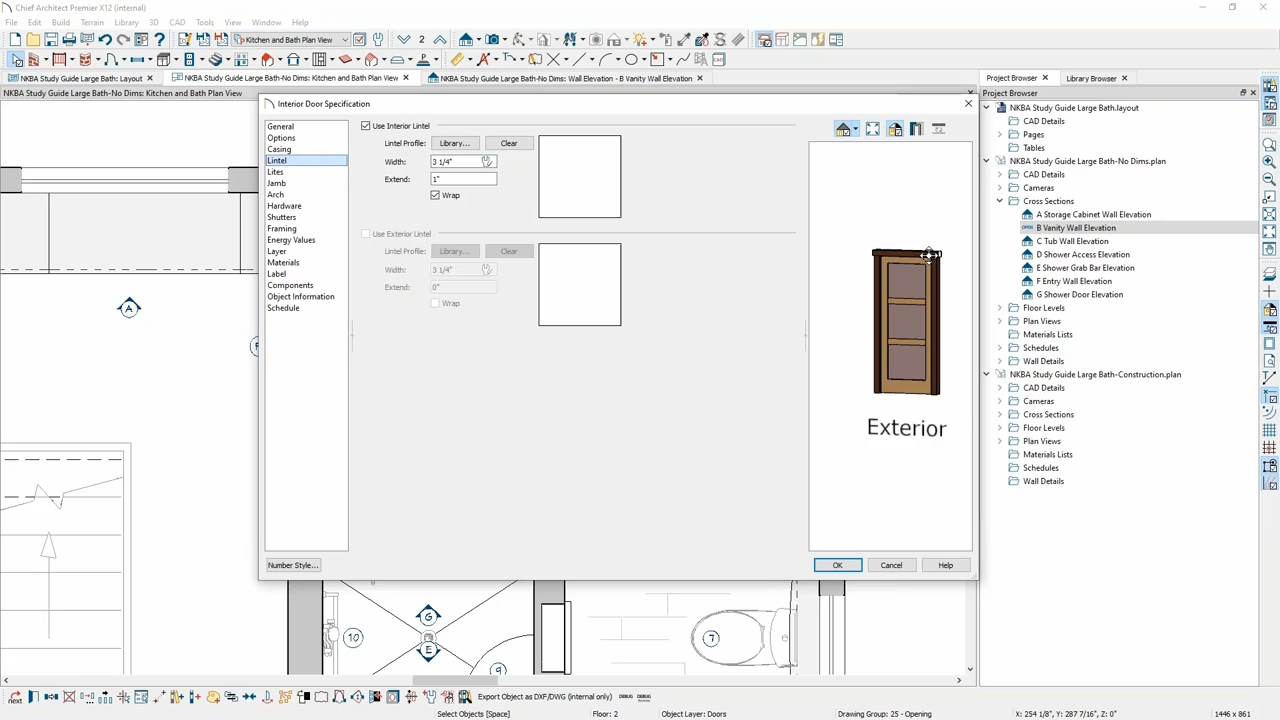 Chief Architect Premier X12 (internal)
File Edit Build Terrain Library 3D CAD Tools View Window Help
Kitchen and Bath Plan View 2
NKBA Study Guide Large Bath: Layout NKBA Study Guide Large Bath-No Dims: Kitchen and Bath Plan View NKBA Study Guide Large Bath-No Dims: Wall Elevation - B Vanity Wall Elevation
NKBA Study Guide Large Bath-No Dims: Kitchen and Bath Plan View
Interior Door Specification
General
Options
Casing
Lintel
Lites
Jamb
Arch
Hardware
Shutters
Framing
Energy Values
Layer
Materials
Label
Components
Object Information
Schedule
Use Interior Lintel
Lintel Profile: Library... Clear
Width: 3 1/4"
Extend: 1"
Wrap
Use Exterior Lintel
Lintel Profile: Library... Clear
Width: 3 1/4"
Extend: 0"
Wrap
Exterior
Number Style... OK Cancel Help
Project Browser Library Browser
Project Browser
NKBA Study Guide Large Bath.layout
CAD Details
Pages
Tables
NKBA Study Guide Large Bath-No Dims.plan
CAD Details
Cameras
Cross Sections
A Storage Cabinet Wall Elevation
OPEN B Vanity Wall Elevation
C Tub Wall Elevation
D Shower Access Elevation
E Shower Grab Bar Elevation
F Entry Wall Elevation
G Shower Door Elevation
Floor Levels
Plan Views
Materials Lists
Schedules
Wall Details
NKBA Study Guide Large Bath-Construction.plan
CAD Details
Cameras
Cross Sections
Floor Levels
Plan Views
Materials Lists
Schedules
Wall Details
A
G
10
E
9
7
next
Export Object as DXF/DWG (internal only) DEBUG DEBUG
Select Objects [Space] Floor: 2 Object Layer: Doors Drawing Group: 25 - Opening X: 254 1/8", Y: 287 7/16", Z: 0" 1446 x 861